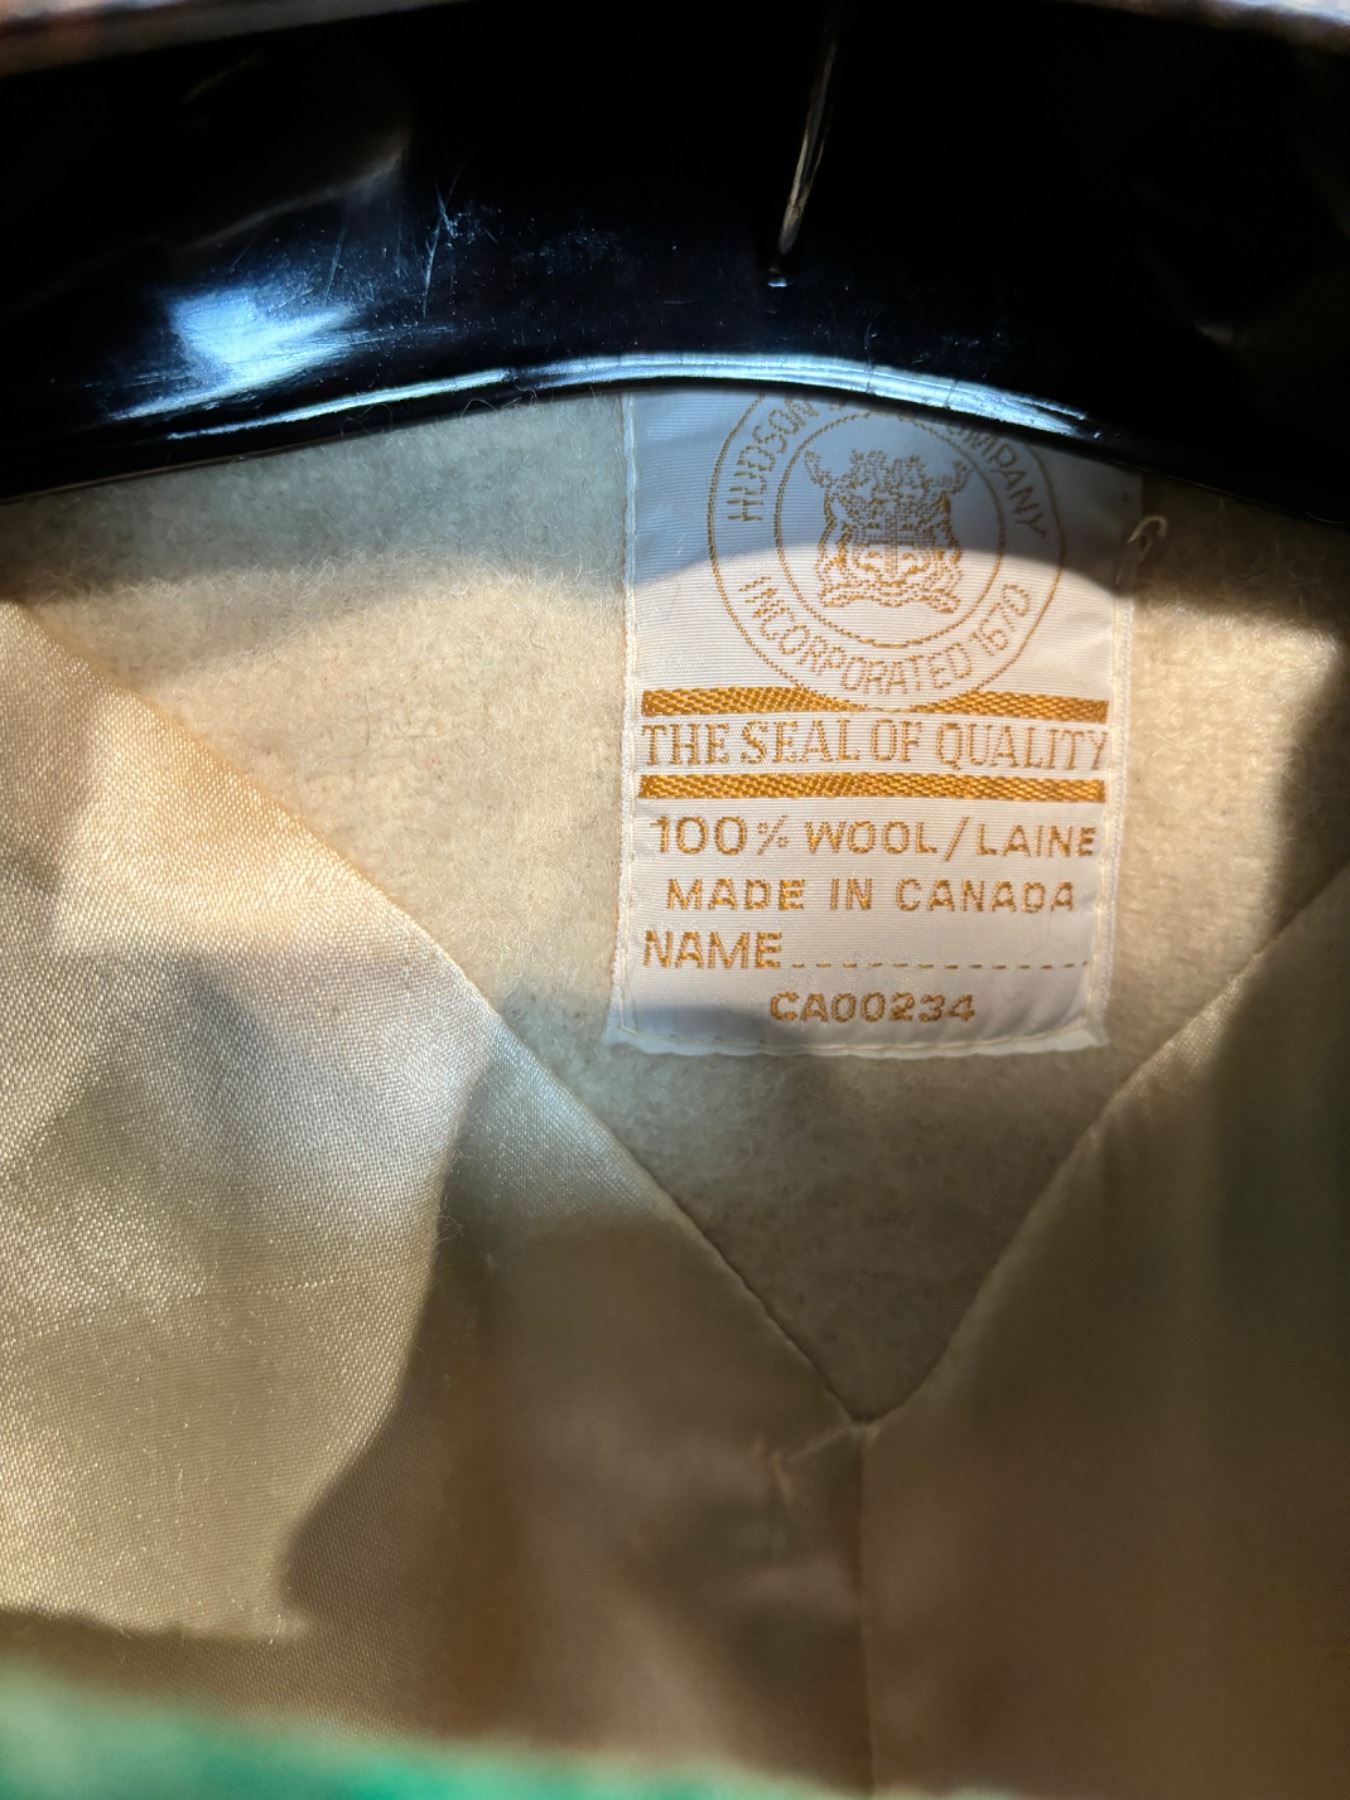 HUDSON COMPANY
INCORPORATED 1670
THE SEAL OF QUALITY
100% WOOL/LAINE
MADE IN CANADA
NAME..............
CA00234